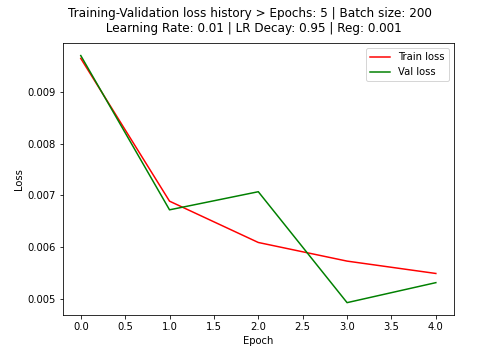 Training-Validation loss history > Epochs: 5 | Batch size: 200
Learning Rate: 0.01 | LR Decay: 0.95 | Reg: 0.001
Train loss
Val loss
0.009
0.008
0.007
0.006
0.005
Loss
0.0 0.5 1.0 1.5 2.0 2.5 3.0 3.5 4.0
Epoch